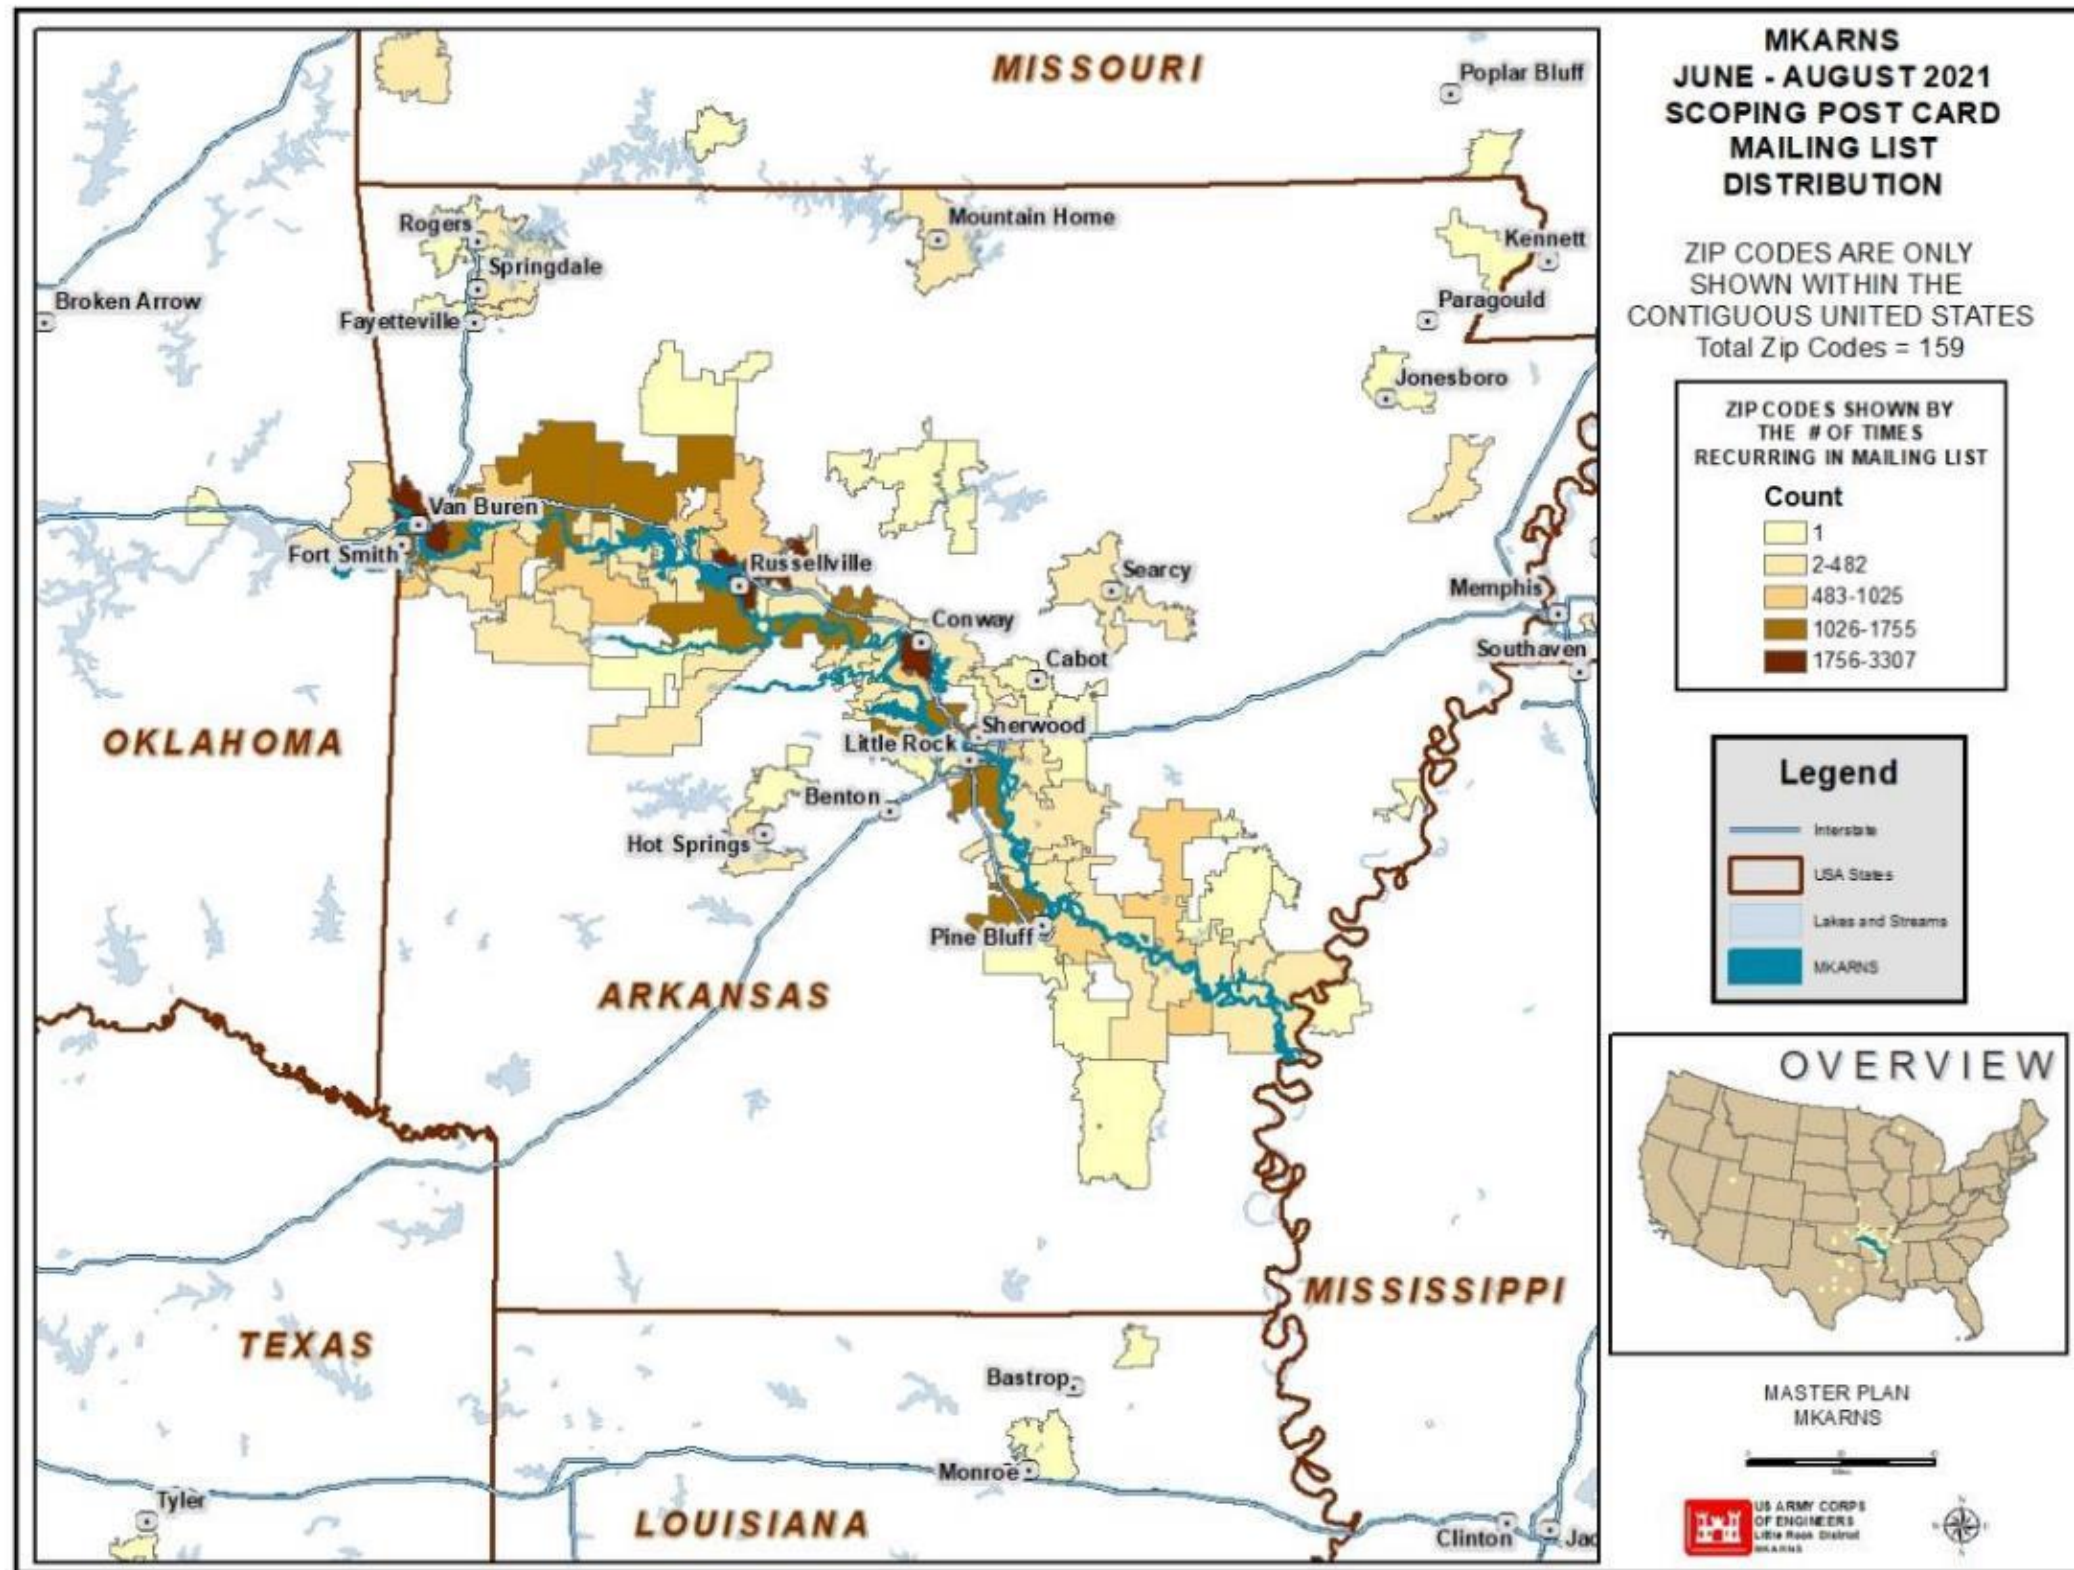 MISSOURI
Poplar Bluff
Rogers
Mountain Home
Kennett
Springdale
Broken Arrow
Paragould
Fayetteville
Jonesboro
Van Buren
Fort Smith
Russellville
Searcy
Memphis
Conway
Southaven
Cabot
OKLAHOMA
Sherwood
Little Rock
Benton
Hot Springs
Pine Bluff
ARKANSAS
MISSISSIPPI
TEXAS
Bastrop
Monroe
Tyler
LOUISIANA
Clinton
Jac
MKARNS
JUNE - AUGUST 2021
SCOPING POST CARD
MAILING LIST
DISTRIBUTION
ZIP CODES ARE ONLY
SHOWN WITHIN THE
CONTIGUOUS UNITED STATES
Total Zip Codes = 159
ZIP CODES SHOWN BY
THE # OF TIMES
RECURRING IN MAILING LIST
Count
1
2-482
483-1025
1026-1755
1756-3307
Legend
Interstate
USA States
Lakes and Streams
MKARNS
OVERVIEW
MASTER PLAN
MKARNS
US ARMY CORPS
OF ENGINEERS
Little Rock District
MKARNS